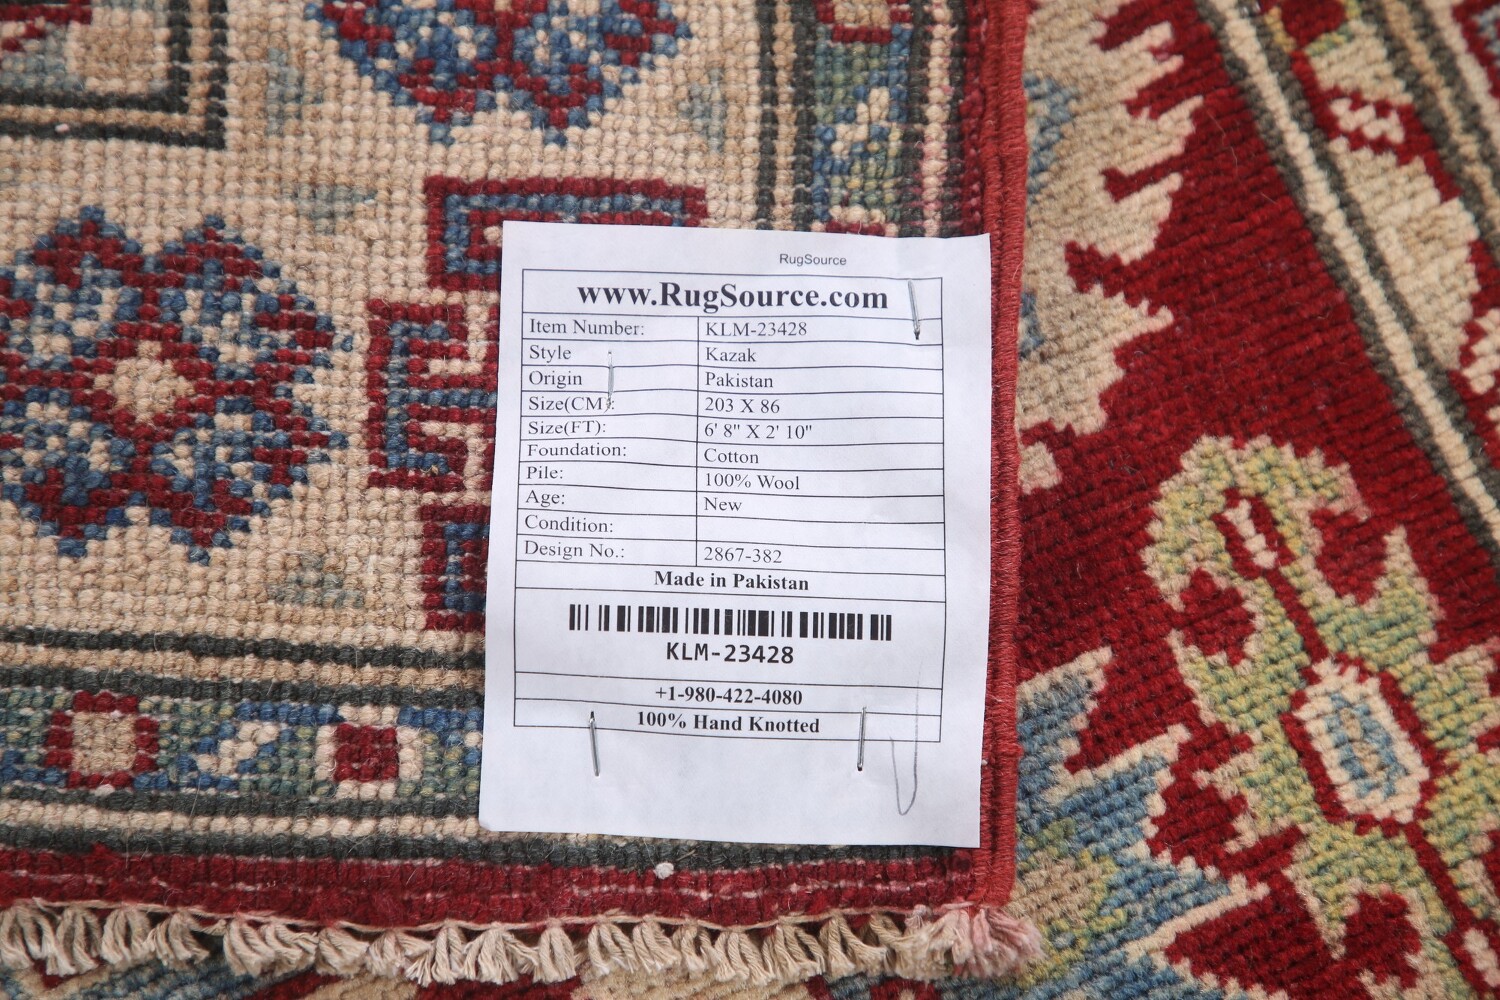 RugSource
www.RugSource.com
Item Number: KLM-23428
Style Kazak
Origin Pakistan
Size(CM): 203 X 86
Size(FT): 6' 8" X 2' 10"
Foundation: Cotton
Pile: 100% Wool
Age: New
Condition:
Design No.: 2867-382
Made in Pakistan
KLM-23428
+1-980-422-4080
100% Hand Knotted